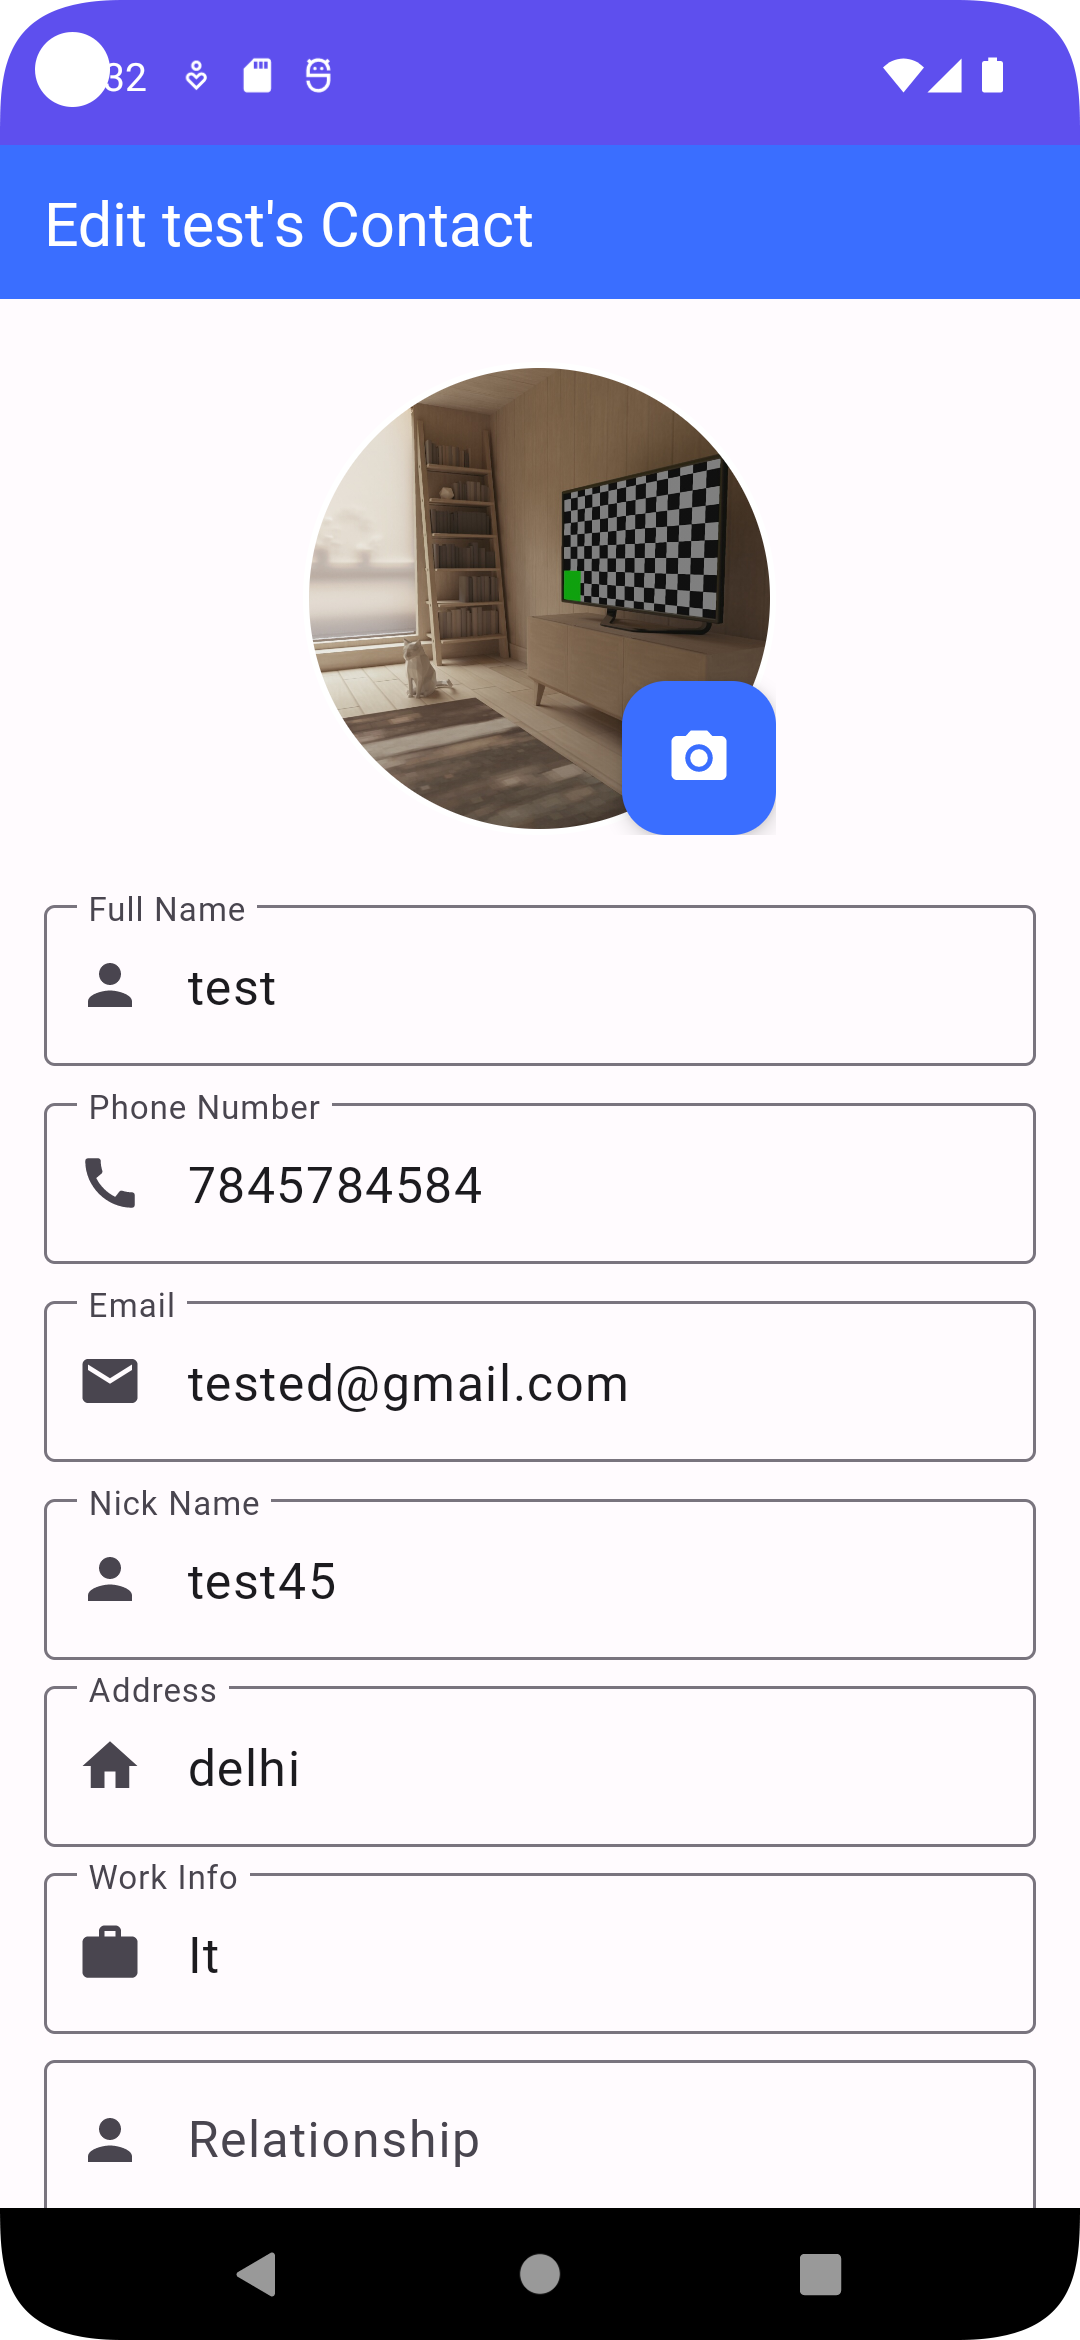 32
Edit test's Contact
Full Name
test
Phone Number
7845784584
Email
tested@gmail.com
Nick Name
test45
Address
delhi
Work Info
It
Relationship